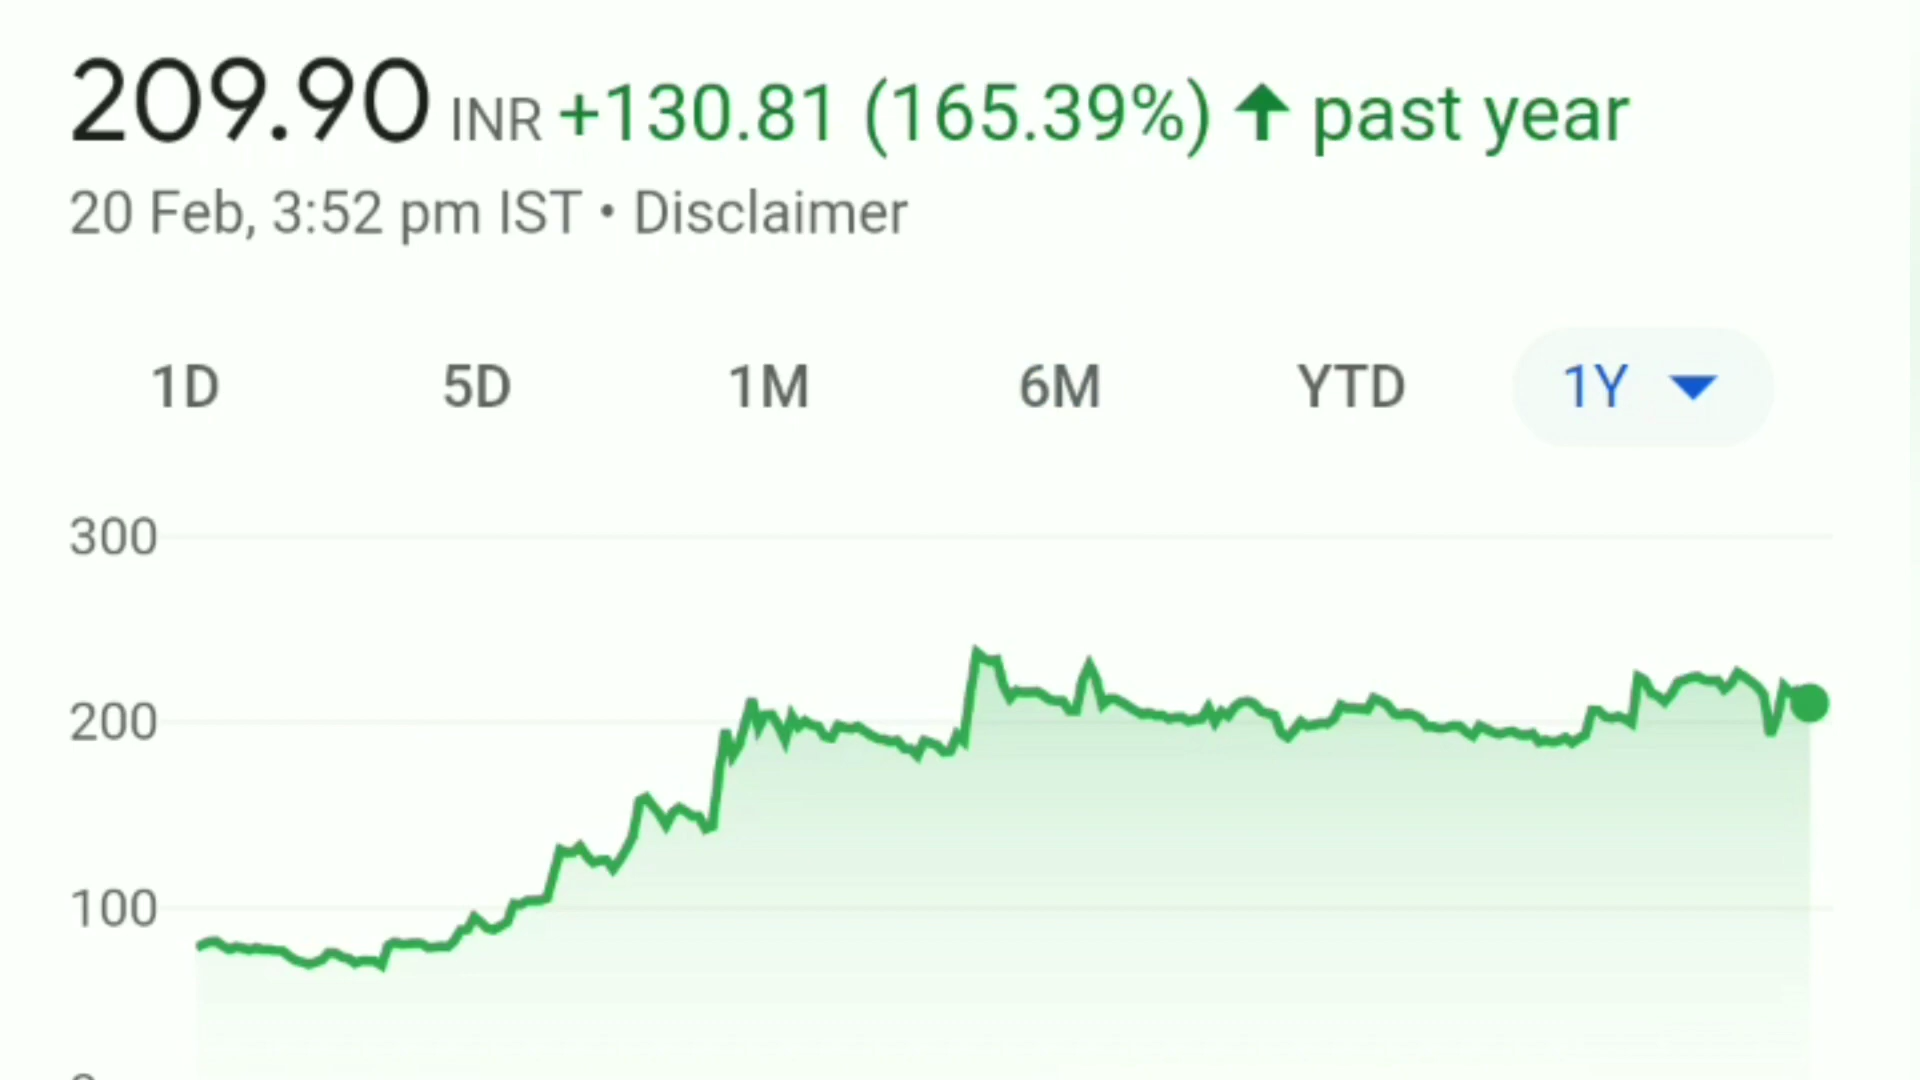 209.90 INR +130.81 (165.39%) ↑ past year
20 Feb, 3:52 pm IST • Disclaimer
1D 5D 1M 6M YTD 1Y
300
200
100